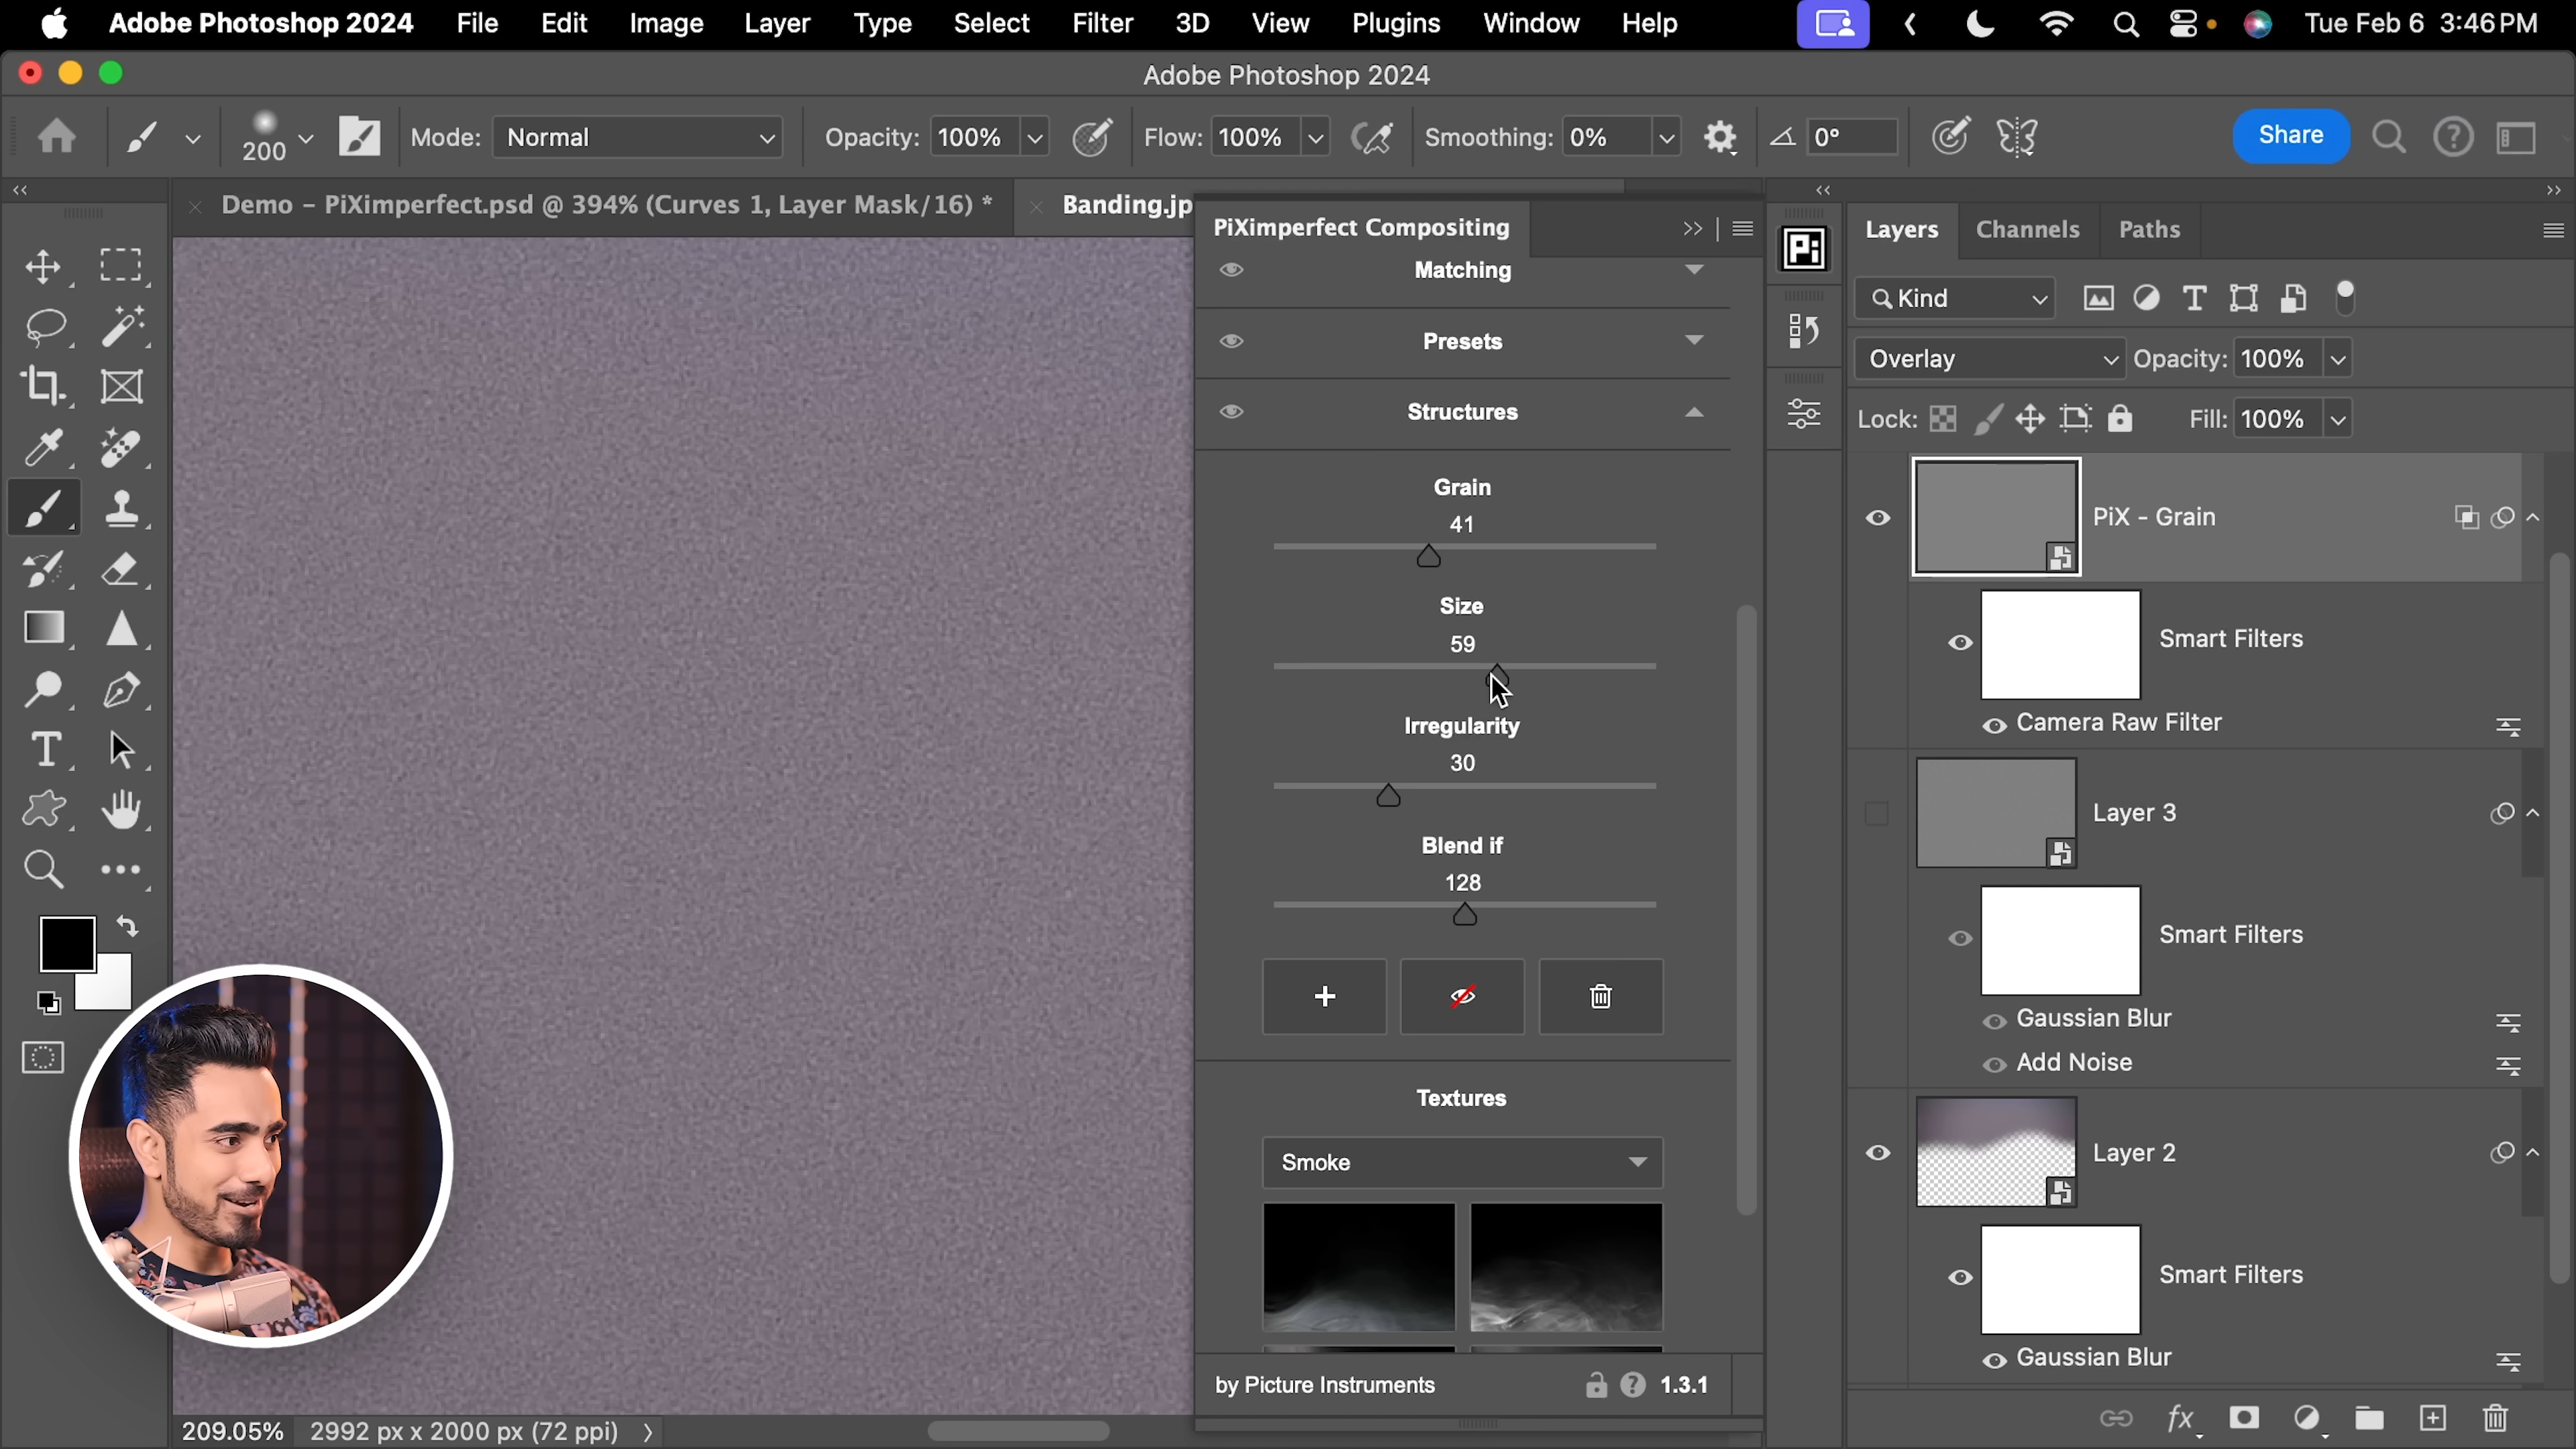 Adobe Photoshop 2024 File Edit Image Layer Type Select Filter 3D View Plugins Window Help Tue Feb 6 3:46 PM
Adobe Photoshop 2024
200 Mode: Normal Opacity: 100% Flow: 100% Smoothing: 0% 0° Share
Demo – PiXimperfect.psd @ 394% (Curves 1, Layer Mask/16) *
Banding.jp
PiXimperfect Compositing
Matching
Presets
Structures
Grain
41
Size
59
Irregularity
30
Blend if
128
Textures
Smoke
by Picture Instruments 1.3.1
Pi
Layers Channels Paths
Kind
Overlay Opacity: 100%
Lock: Fill: 100%
PiX – Grain
Smart Filters
Camera Raw Filter
Layer 3
Smart Filters
Gaussian Blur
Add Noise
Layer 2
Smart Filters
Gaussian Blur
fx
209.05% 2992 px x 2000 px (72 ppi)